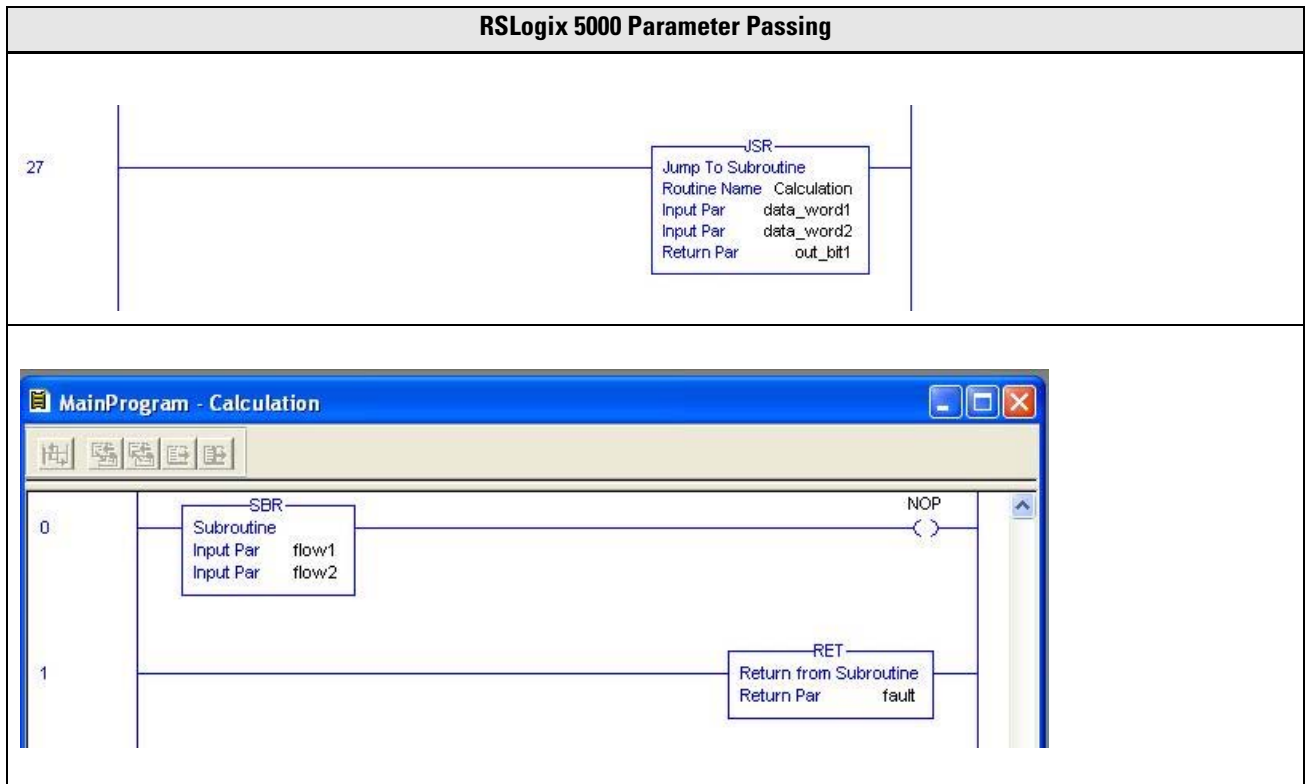 RSLogix 5000 Parameter Passing
27
JSR
Jump To Subroutine
Routine Name Calculation
Input Par data_word1
Input Par data_word2
Return Par out_bit1
MainProgram - Calculation
0
SBR
Subroutine
Input Par flow1
Input Par flow2
NOP
1
RET
Return from Subroutine
Return Par fault